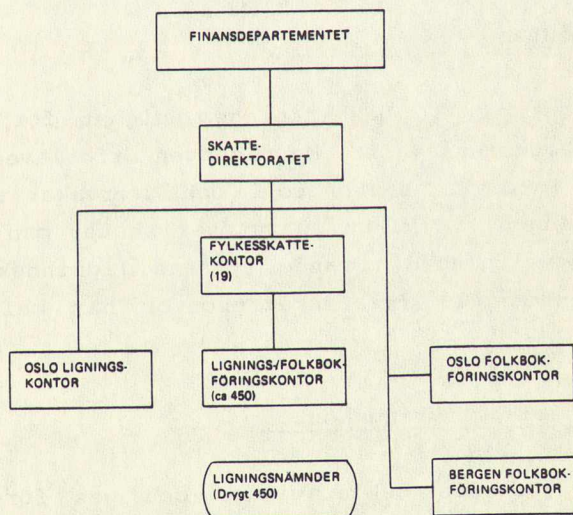 FINANSDEPARTEMENTET
SKATTE-
DIREKTORATET
FYLKESSKATTE-
KONTOR
(19)
OSLO LIGNINGS-
KONTOR
LIGNINGS-/FOLKBOK-
FÖRINGSKONTOR
(ca 450)
OSLO FOLKBOK-
FÖRINGSKONTOR
LIGNINGSNÄMNDER
(Drygt 450)
BERGEN FOLKBOK-
FÖRINGSKONTOR